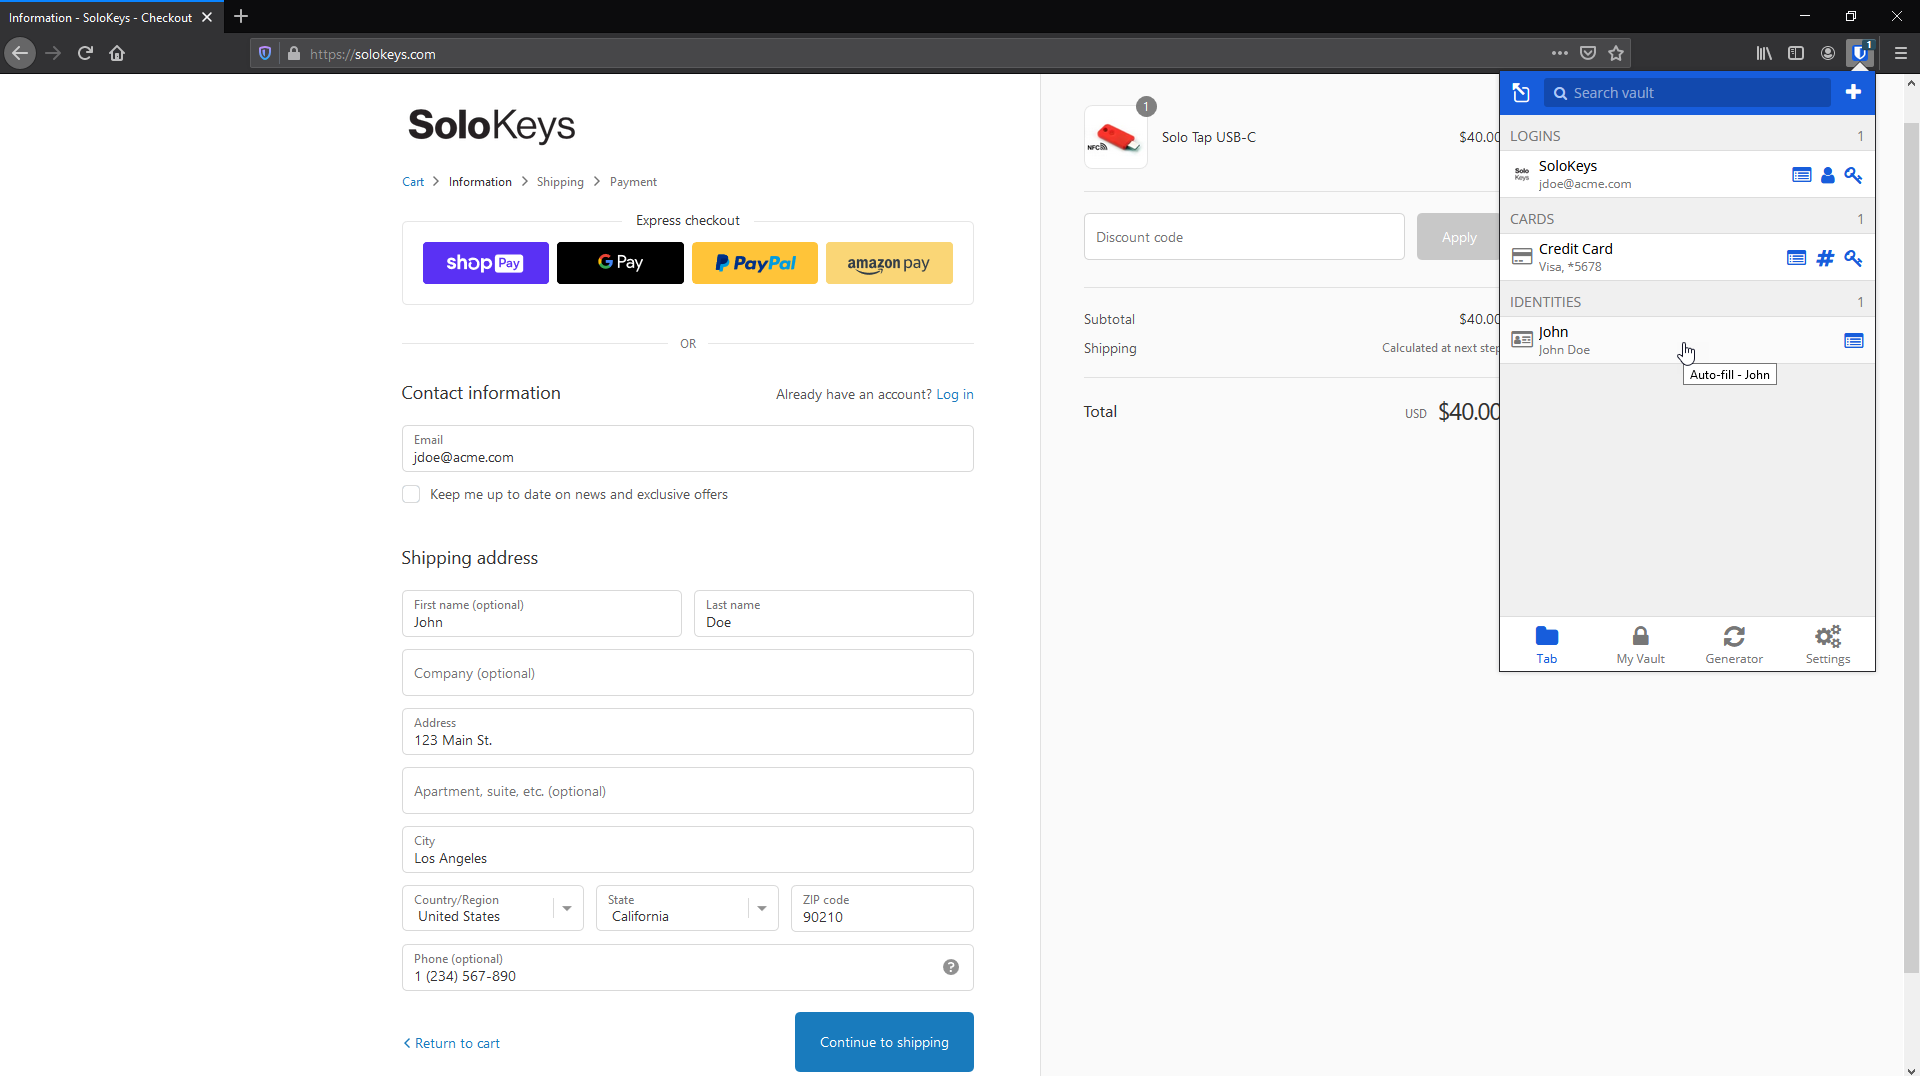 Information - SoloKeys - Checkout
https://solokeys.com
1
SoloKeys
Cart
Information
Shipping
Payment
Express checkout
shop Pay
G Pay
PayPal
amazon pay
OR
Contact information
Already have an account? Log in
Email
jdoe@acme.com
Keep me up to date on news and exclusive offers
Shipping address
First name (optional)
John
Last name
Doe
Company (optional)
Address
123 Main St.
Apartment, suite, etc. (optional)
City
Los Angeles
Country/Region
United States
State
California
ZIP code
90210
Phone (optional)
1 (234) 567-890
Return to cart
Continue to shipping
1
NFC
Solo Tap USB-C
$40.00
Discount code
Apply
Subtotal
$40.00
Shipping
Calculated at next step
Total
USD $40.00
Search vault
LOGINS 1
Solo Keys
SoloKeys
jdoe@acme.com
CARDS 1
Credit Card
Visa, *5678
IDENTITIES 1
John
John Doe
Auto-fill - John
Tab
My Vault
Generator
Settings